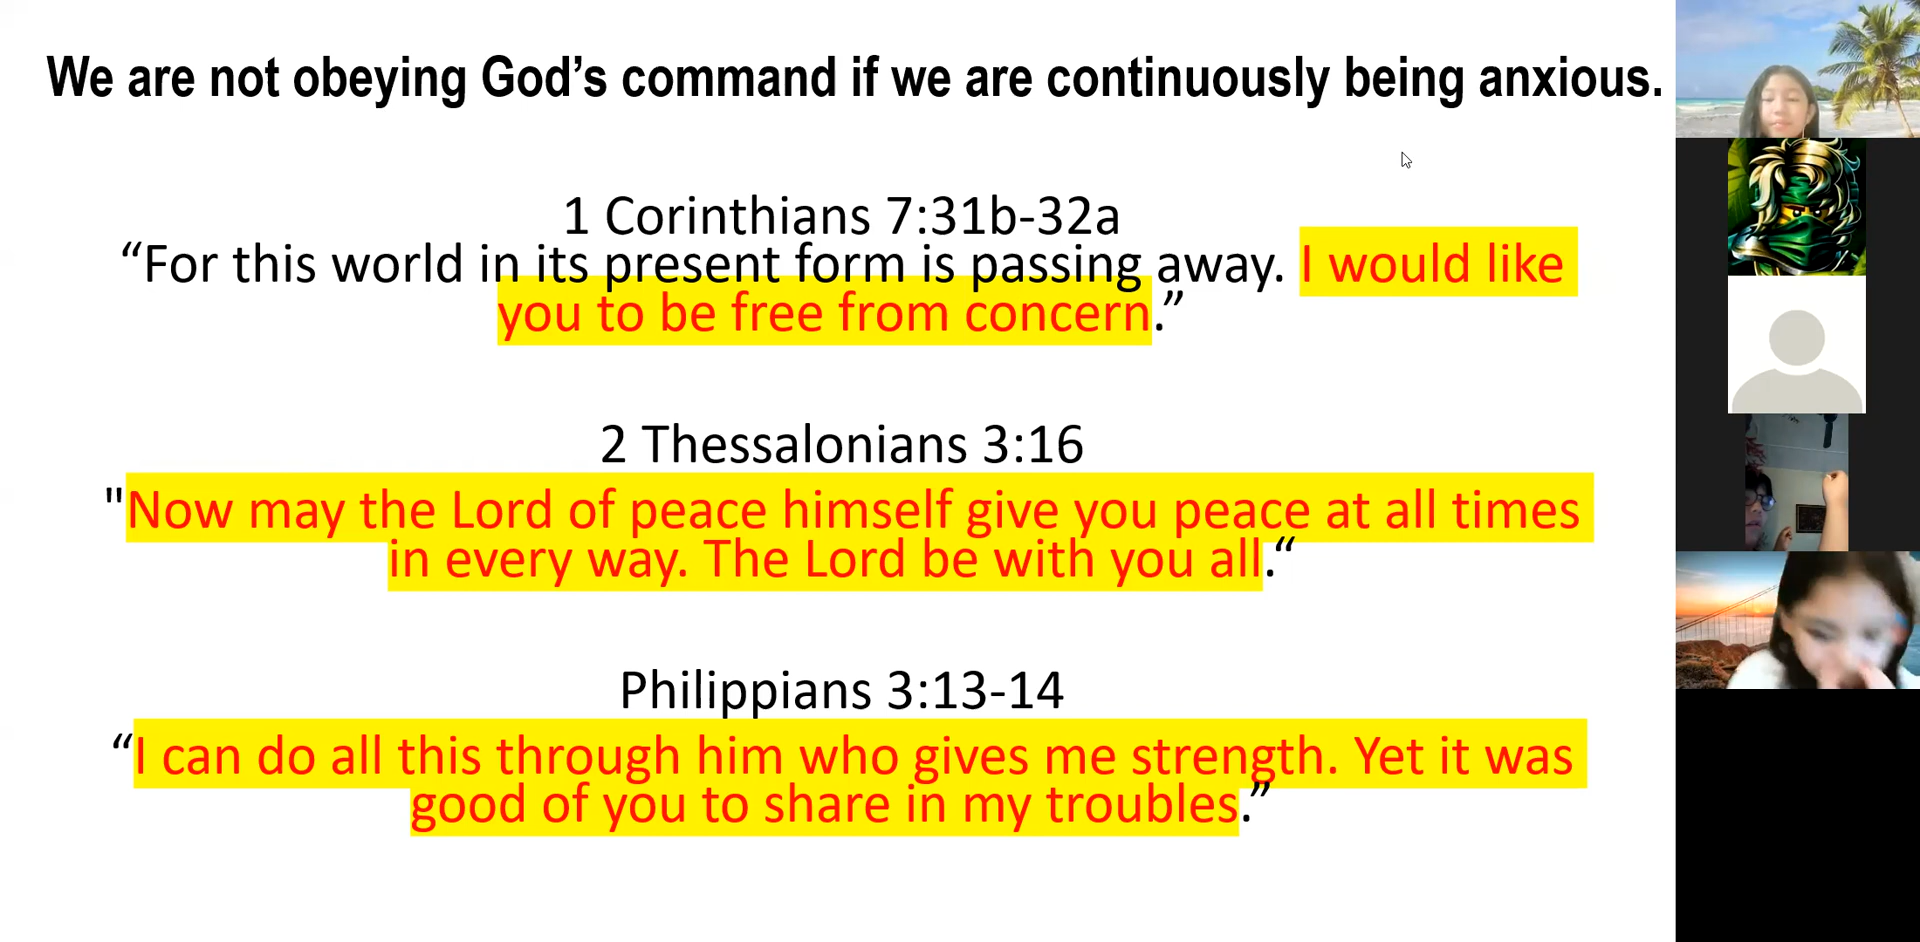 We are not obeying God’s command if we are continuously being anxious.
1 Corinthians 7:31b-32a
“For this world in its present form is passing away. I would like
you to be free from concern.”
2 Thessalonians 3:16
"Now may the Lord of peace himself give you peace at all times
in every way. The Lord be with you all.“
Philippians 3:13-14
“I can do all this through him who gives me strength. Yet it was
good of you to share in my troubles.”